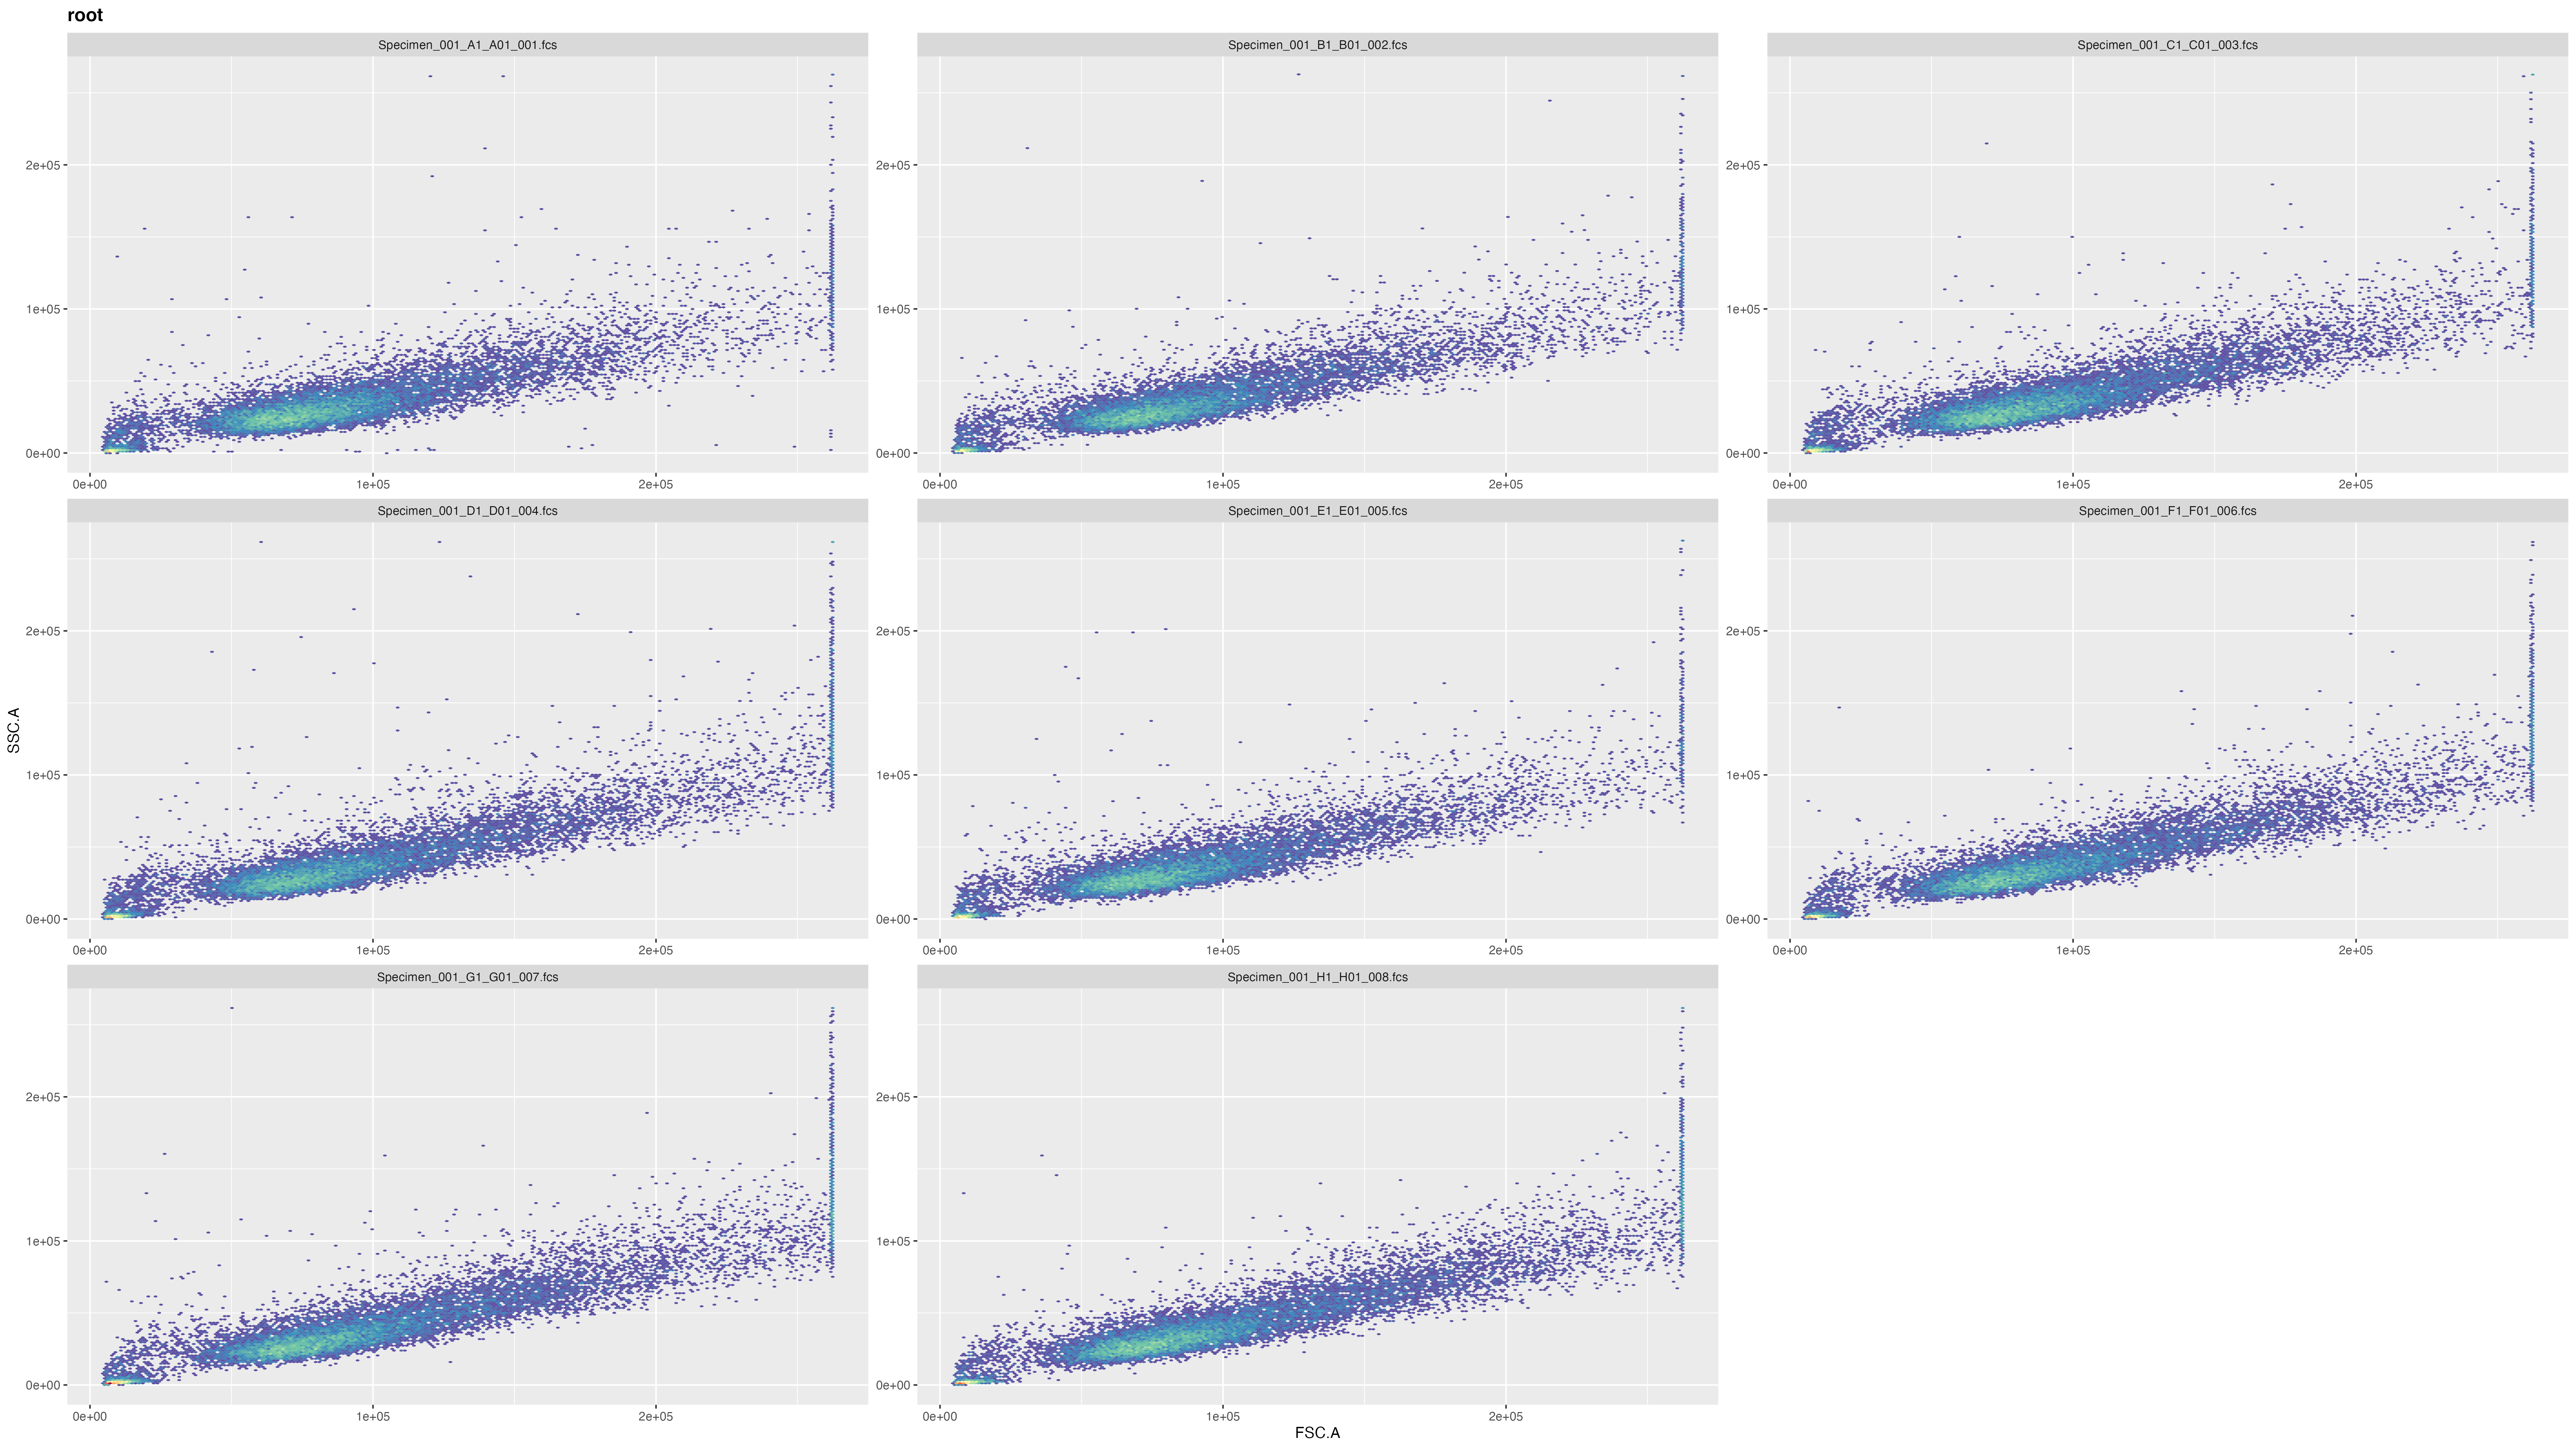 root
Specimen_001_A1_A01_001.fcs Specimen_001_B1_B01_002.fcs Specimen_001_C1_C01_003.fcs
2e+05 2e+05 2e+05
1e+05 1e+05 1e+05
0e+00 0e+00 0e+00
0e+00 1e+05 2e+05 0e+00 1e+05 2e+05 0e+00 1e+05 2e+05
Specimen_001_D1_D01_004.fcs Specimen_001_E1_E01_005.fcs Specimen_001_F1_F01_006.fcs
2e+05 2e+05 2e+05
SSC.A
1e+05 1e+05 1e+05
0e+00 0e+00 0e+00
0e+00 1e+05 2e+05 0e+00 1e+05 2e+05 0e+00 1e+05 2e+05
Specimen_001_G1_G01_007.fcs Specimen_001_H1_H01_008.fcs
2e+05 2e+05
1e+05 1e+05
0e+00 0e+00
0e+00 1e+05 2e+05 0e+00 1e+05 2e+05
FSC.A